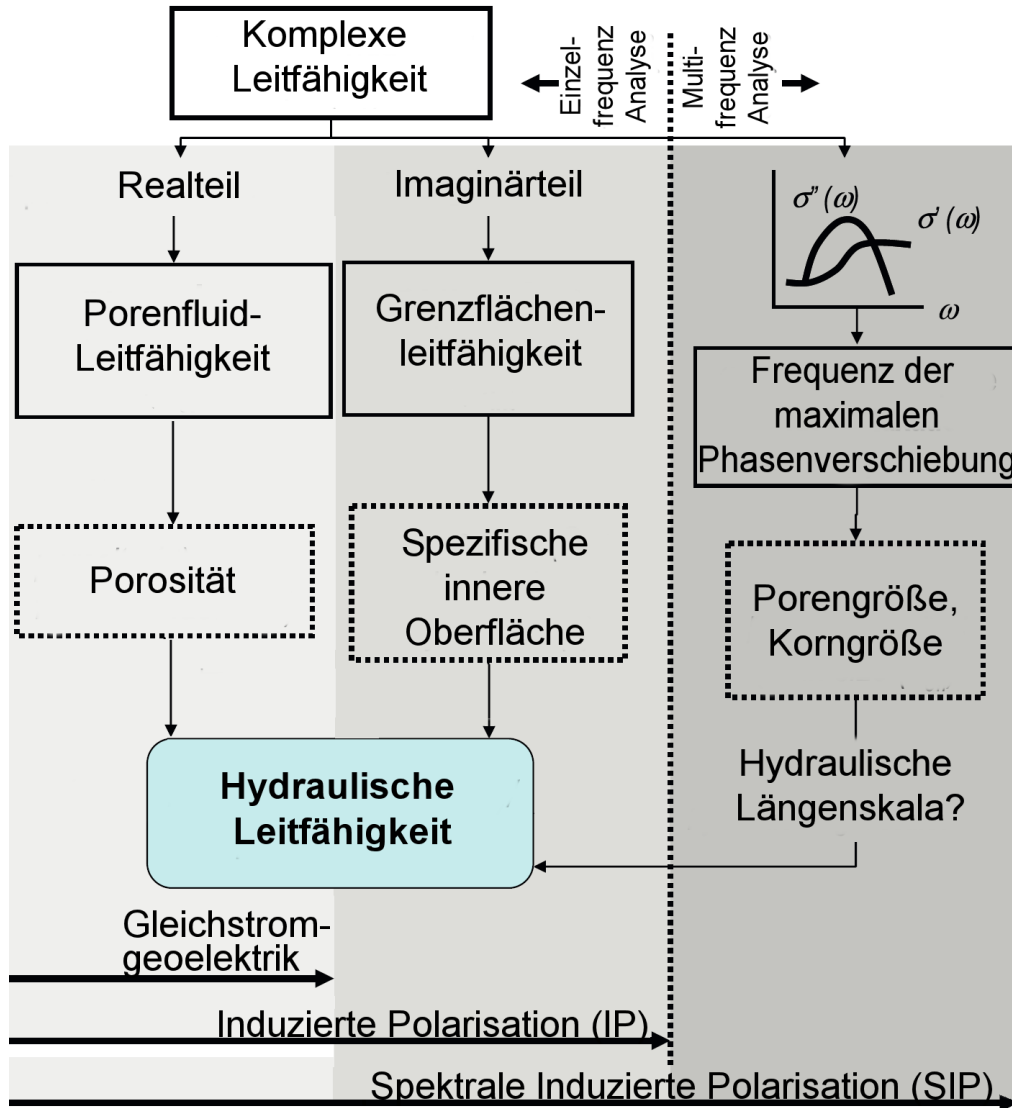 Komplexe
Leitfähigkeit
Einzel-
frequenz
Analyse
Multi-
frequenz
Analyse
Realteil
Imaginärteil
σ" (ω)
σ' (ω)
ω
Porenfluid-
Leitfähigkeit
Grenzflächen-
leitfähigkeit
Frequenz der
maximalen
Phasenverschiebung
Porosität
Spezifische
innere
Oberfläche
Porengröße,
Korngröße
Hydraulische
Leitfähigkeit
Hydraulische
Längenskala?
Gleichstrom-
geoelektrik
Induzierte Polarisation (IP)
Spektrale Induzierte Polarisation (SIP)